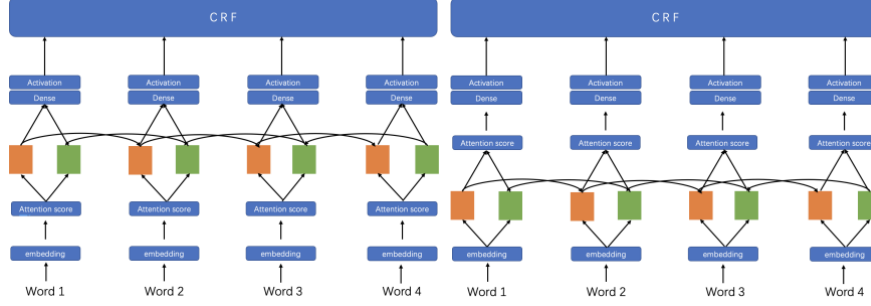 CRF
Activation Activation Activation Activation
Dense Dense Dense Dense
Attention score Attention score Attention score Attention score
embedding embedding embedding embedding
Word 1 Word 2 Word 3 Word 4
CRF
Activation Activation Activation Activation
Dense Dense Dense Dense
Attention score Attention score Attention score Attention score
embedding embedding embedding embedding
Word 1 Word 2 Word 3 Word 4